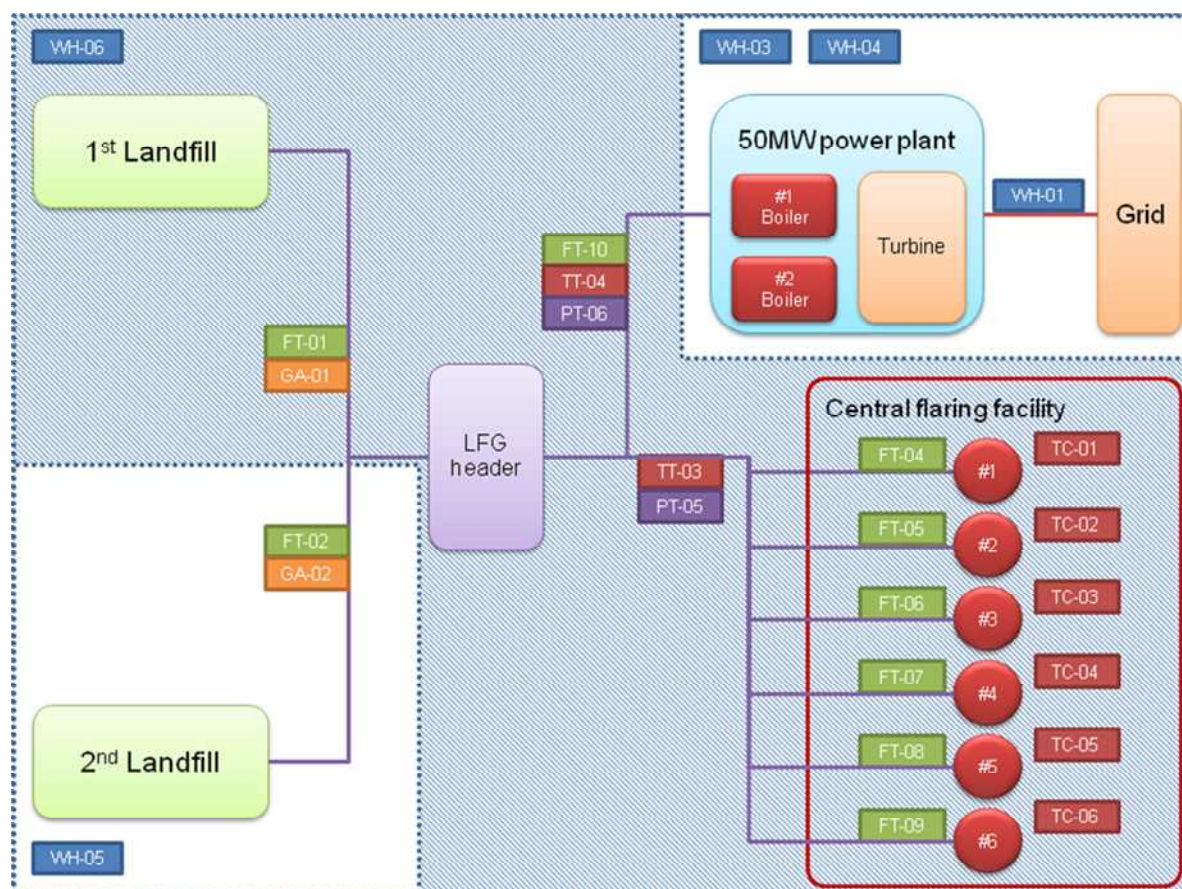 WH-06
WH-03
WH-04
1st Landfill
50MW power plant
#1
Boiler
#2
Boiler
Turbine
WH-01
Grid
FT-10
TT-04
PT-06
FT-01
GA-01
LFG
header
TT-03
PT-05
Central flaring facility
FT-04
#1
TC-01
FT-05
#2
TC-02
FT-06
#3
TC-03
FT-07
#4
TC-04
FT-08
#5
TC-05
FT-09
#6
TC-06
FT-02
GA-02
2nd Landfill
WH-05